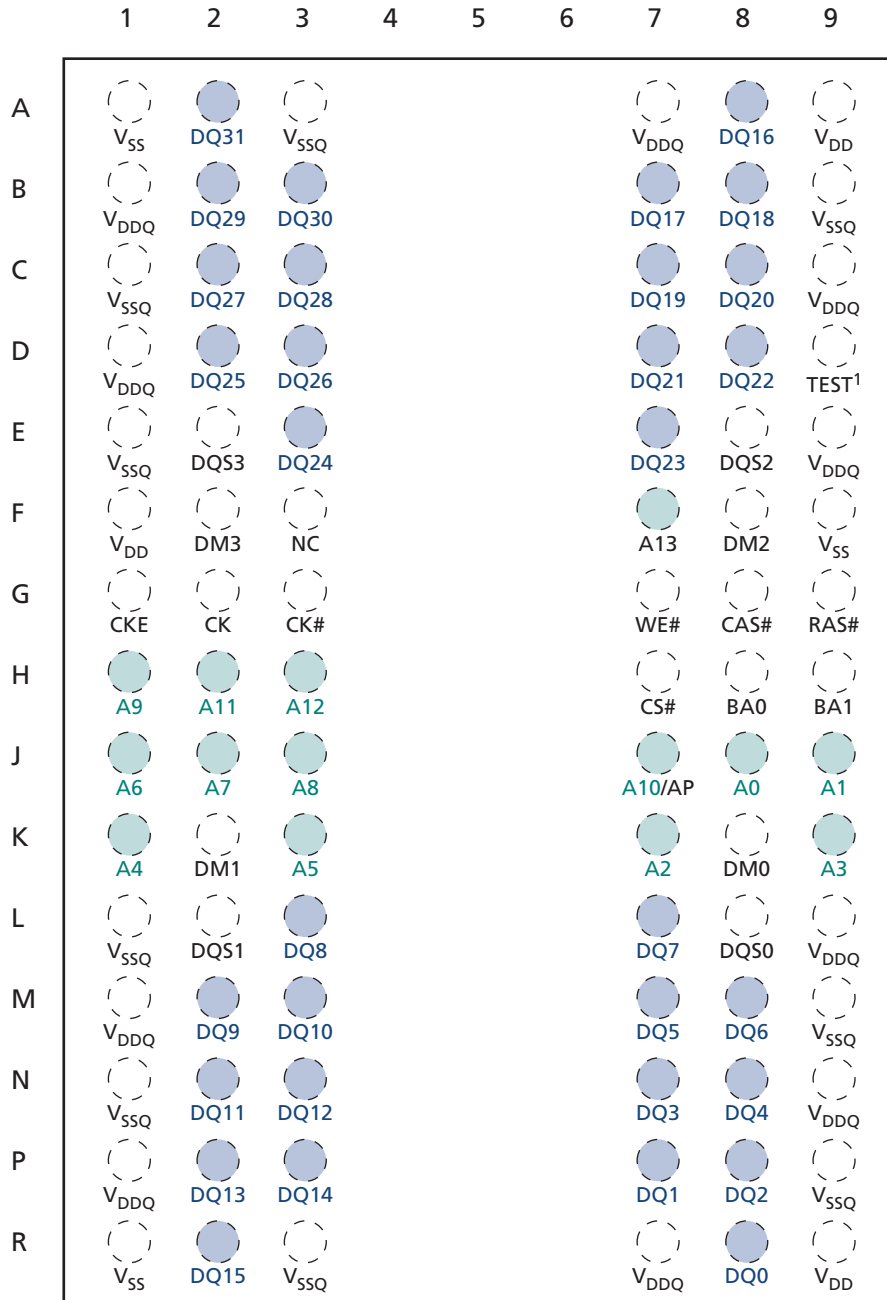 1 2 3 4 5 6 7 8 9
A
VSS DQ31 VSSQ VDDQ DQ16 VDD
B
VDDQ DQ29 DQ30 DQ17 DQ18 VSSQ
C
VSSQ DQ27 DQ28 DQ19 DQ20 VDDQ
D
VDDQ DQ25 DQ26 DQ21 DQ22 TEST1
E
VSSQ DQS3 DQ24 DQ23 DQS2 VDDQ
F
VDD DM3 NC A13 DM2 VSS
G
CKE CK CK# WE# CAS# RAS#
H
A9 A11 A12 CS# BA0 BA1
J
A6 A7 A8 A10/AP A0 A1
K
A4 DM1 A5 A2 DM0 A3
L
VSSQ DQS1 DQ8 DQ7 DQS0 VDDQ
M
VDDQ DQ9 DQ10 DQ5 DQ6 VSSQ
N
VSSQ DQ11 DQ12 DQ3 DQ4 VDDQ
P
VDDQ DQ13 DQ14 DQ1 DQ2 VSSQ
R
VSS DQ15 VSSQ VDDQ DQ0 VDD